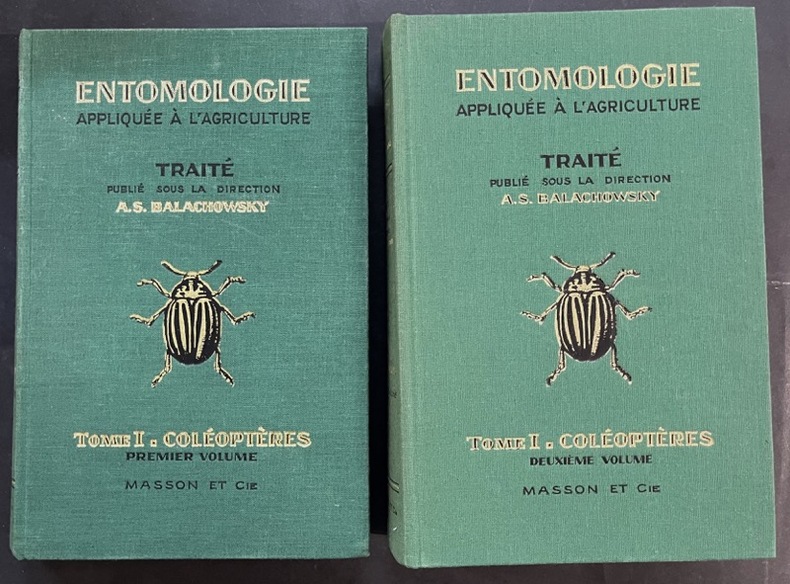 ENTOMOLOGIE
APPLIQUÉE À L'AGRICULTURE
TRAITÉ
PUBLIÉ SOUS LA DIRECTION
A.S. BALACHOWSKY
TOME I. COLÉOPTÈRES
PREMIER VOLUME
MASSON ET CIE
ENTOMOLOGIE
APPLIQUÉE À L'AGRICULTURE
TRAITÉ
PUBLIÉ SOUS LA DIRECTION
A.S. BALACHOWSKY
TOME I. COLÉOPTÈRES
DEUXIÈME VOLUME
MASSON ET CIE